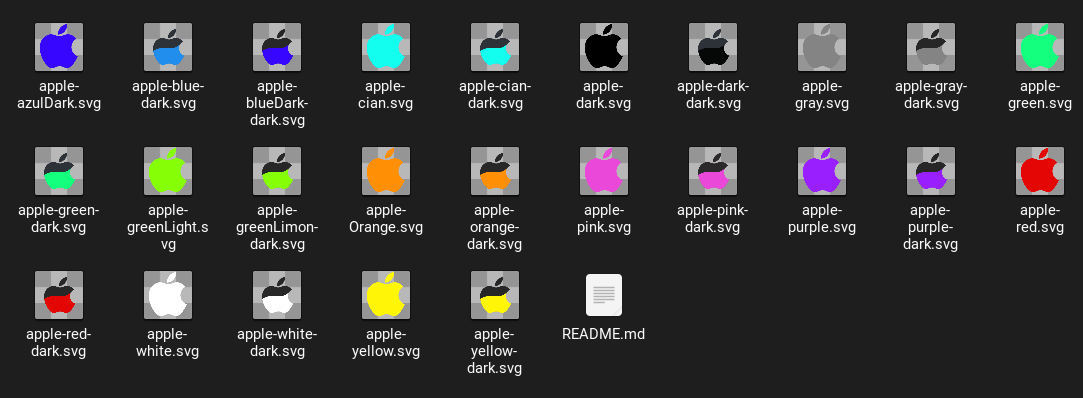 apple-
azulDark.svg
apple-blue-
dark.svg
apple-
blueDark-
dark.svg
apple-
cian.svg
apple-cian-
dark.svg
apple-
dark.svg
apple-dark-
dark.svg
apple-
gray.svg
apple-gray-
dark.svg
apple-
green.svg
apple-green-
dark.svg
apple-
greenLight.s
vg
apple-
greenLimon-
dark.svg
apple-
Orange.svg
apple-
orange-
dark.svg
apple-
pink.svg
apple-pink-
dark.svg
apple-
purple.svg
apple-
purple-
dark.svg
apple-
red.svg
apple-red-
dark.svg
apple-
white.svg
apple-white-
dark.svg
apple-
yellow.svg
apple-
yellow-
dark.svg
README.md